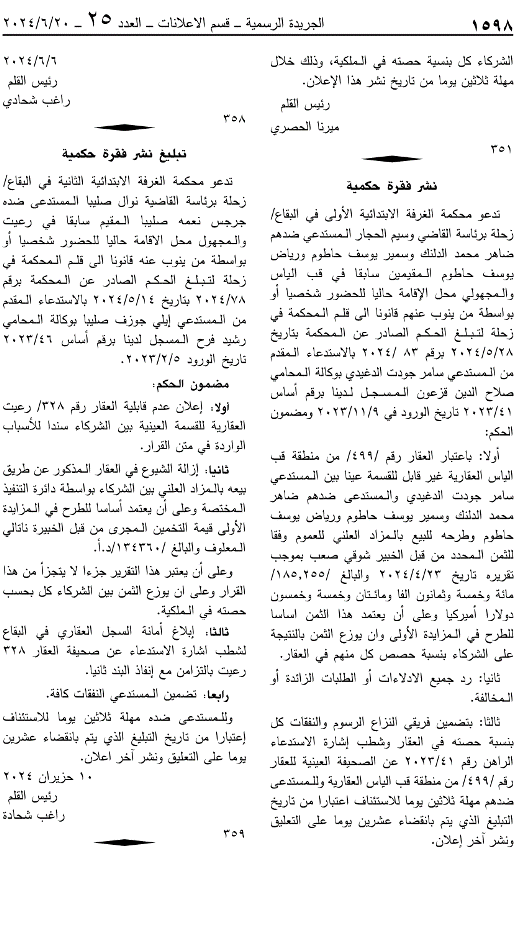 ١٥٩٨
الجريدة الرسمية – قسم الاعلانات – العدد ٢٥ – ٢٠٢٤/٦/٢٠
الشركاء كل بنسبة حصته في الملكية، وذلك خلال
مهلة ثلاثين يوما من تاريخ نشر هذا الإعلان.
رئيس القلم
ميرنا الحصري
٣٥١
نشر فقرة حكمية
تدعو محكمة الغرفة الابتدائية الأولى في البقاع/
زحلة برئاسة القاضي وسيم الحجار المستدعي ضدهم
ضاهر محمد الدلنك وسمير يوسف حاطوم ورياض
يوسف حاطوم المقيمين سابقا في قب الياس
والمجهولي محل الإقامة حاليا للحضور شخصيا أو
بواسطة من ينوب عنهم قانونا الى قلم المحكمة في
زحلة لتبلغ الحكم الصادر عن المحكمة بتاريخ
٢٠٢٤/٥/٢٨ برقم ٨٣ /٢٠٢٤ بالاستدعاء المقدم
من المستدعي سامر جودت الدغيدي بوكالة المحامي
صلاح الدين قزعون المسجل لدينا برقم أساس
٢٠٢٣/٤١ تاريخ الورود في ٢٠٢٣/١١/٩ ومضمون
الحكم:
أولا: باعتبار العقار رقم /٤٩٩/ من منطقة قب
الياس العقارية غير قابل للقسمة عينا بين المستدعي
سامر جودت الدغيدي والمستدعى ضدهم ضاهر
محمد الدلنك وسمير يوسف حاطوم ورياض يوسف
حاطوم وطرحه للبيع بالمزاد العلني للعموم وفقا
للثمن المحدد من قبل الخبير شوقي صعب بموجب
تقريره تاريخ ٢٠٢٤/٤/٢٣ والبالغ /١٨٥,٢٥٥/
مائة وخمسة وثمانون الفا ومائتان وخمسة وخمسون
دولارا أميركيا وعلى أن يعتمد هذا الثمن اساسا
للطرح في المزايدة الأولى وان يوزع الثمن بالنتيجة
على الشركاء بنسبة حصص كل منهم في العقار.
ثانيا: رد جميع الادلاءات أو الطلبات الزائدة أو
المخالفة.
ثالثا: بتضمين فريقي النزاع الرسوم والنفقات كل
بنسبة حصته في العقار وشطب إشارة الاستدعاء
الراهن رقم ٢٠٢٣/٤١ عن الصحيفة العينية للعقار
رقم /٤٩٩/ من منطقة قب الياس العقارية وللمستدعى
ضدهم مهلة ثلاثين يوما للاستئناف اعتبارا من تاريخ
التبليغ الذي يتم بانقضاء عشرين يوما على التعليق
ونشر آخر إعلان.
٢٠٢٤/٦/٦
رئيس القلم
راغب شحادي
٣٥٨
تبليغ نشر فقرة حكمية
تدعو محكمة الغرفة الابتدائية الثانية في البقاع/
زحلة برئاسة القاضية نوال صليبا المستدعى ضده
جرجس نعمه صليبا المقيم سابقا في رعيت
والمجهول محل الاقامة حاليا للحضور شخصيا أو
بواسطة من ينوب عنه قانونا الى قلم المحكمة في
زحلة لتبلغ الحكم الصادر عن المحكمة برقم
٢٠٢٤/٧٨ بتاريخ ٢٠٢٤/٥/١٤ بالاستدعاء المقدم
من المستدعي إيلي جوزف صليبا بوكالة المحامي
رشيد فرح المسجل لدينا برقم أساس ٢٠٢٣/٤٦
تاريخ الورود ٢٠٢٣/٢/٥.
مضمون الحكم:
اولا: إعلان عدم قابلية العقار رقم ٣٢٨/ رعيت
العقارية للقسمة العينية بين الشركاء سندا للأسباب
الواردة في متن القرار.
ثانيا: إزالة الشيوع في العقار المذكور عن طريق
بيعه بالمزاد العلني بين الشركاء بواسطة دائرة التنفيذ
المختصة وعلى أن يعتمد أساسا للطرح في المزايدة
الأولى قيمة التخمين المجرى من قبل الخبيرة ناتالي
المعلوف والبالغ /١٣٤٣٦٠/د.أ.
وعلى أن يعتبر هذا التقرير جزءا لا يتجزأ من هذا
القرار وعلى ان يوزع الثمن بين الشركاء كل بحسب
حصته في الملكية.
ثالثا: إبلاغ أمانة السجل العقاري في البقاع
لشطب اشارة الاستدعاء عن صحيفة العقار ٣٢٨
رعيت بالتزامن مع إنفاذ البند ثانيا.
رابعا: تضمين المستدعي النفقات كافة.
وللمستدعى ضده مهلة ثلاثين يوما للاستئناف
إعتبارا من تاريخ التبليغ الذي يتم بانقضاء عشرين
يوما على التعليق ونشر آخر اعلان.
١٠ حزيران ٢٠٢٤
رئيس القلم
راغب شحادة
٣٥٩